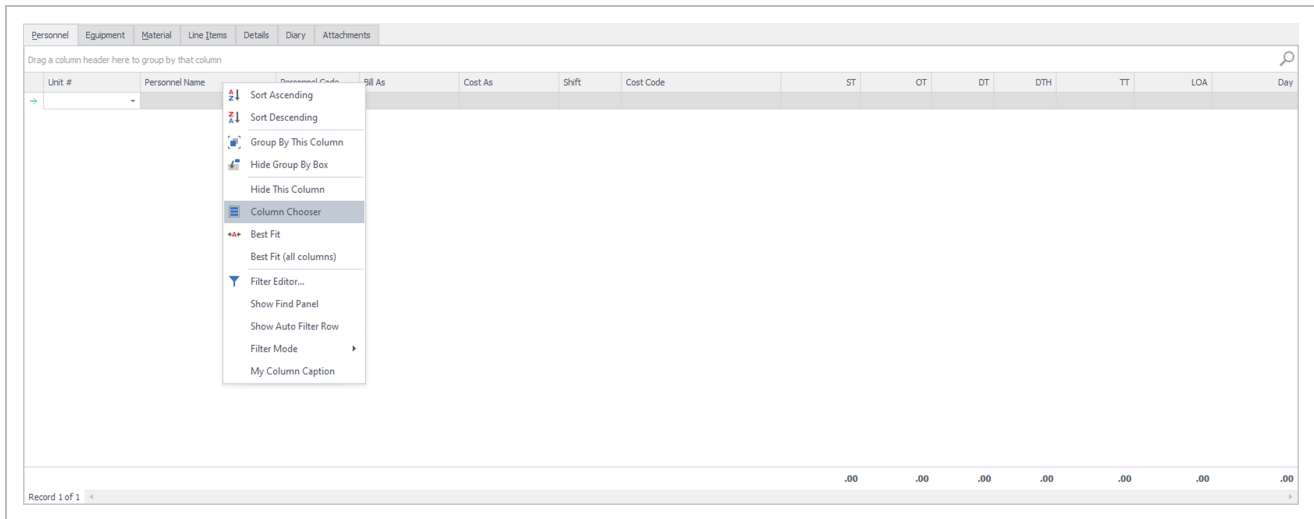 Personnel Equipment Material Line Items Details Diary Attachments
Drag a column header here to group by that column
Unit # Personnel Name Personnel Code Bill As Cost As Shift Cost Code ST OT DT DTH TT LOA Day
Sort Ascending
Sort Descending
Group By This Column
Hide Group By Box
Hide This Column
Column Chooser
Best Fit
Best Fit (all columns)
Filter Editor...
Show Find Panel
Show Auto Filter Row
Filter Mode
My Column Caption
.00 .00 .00 .00 .00 .00 .00
Record 1 of 1